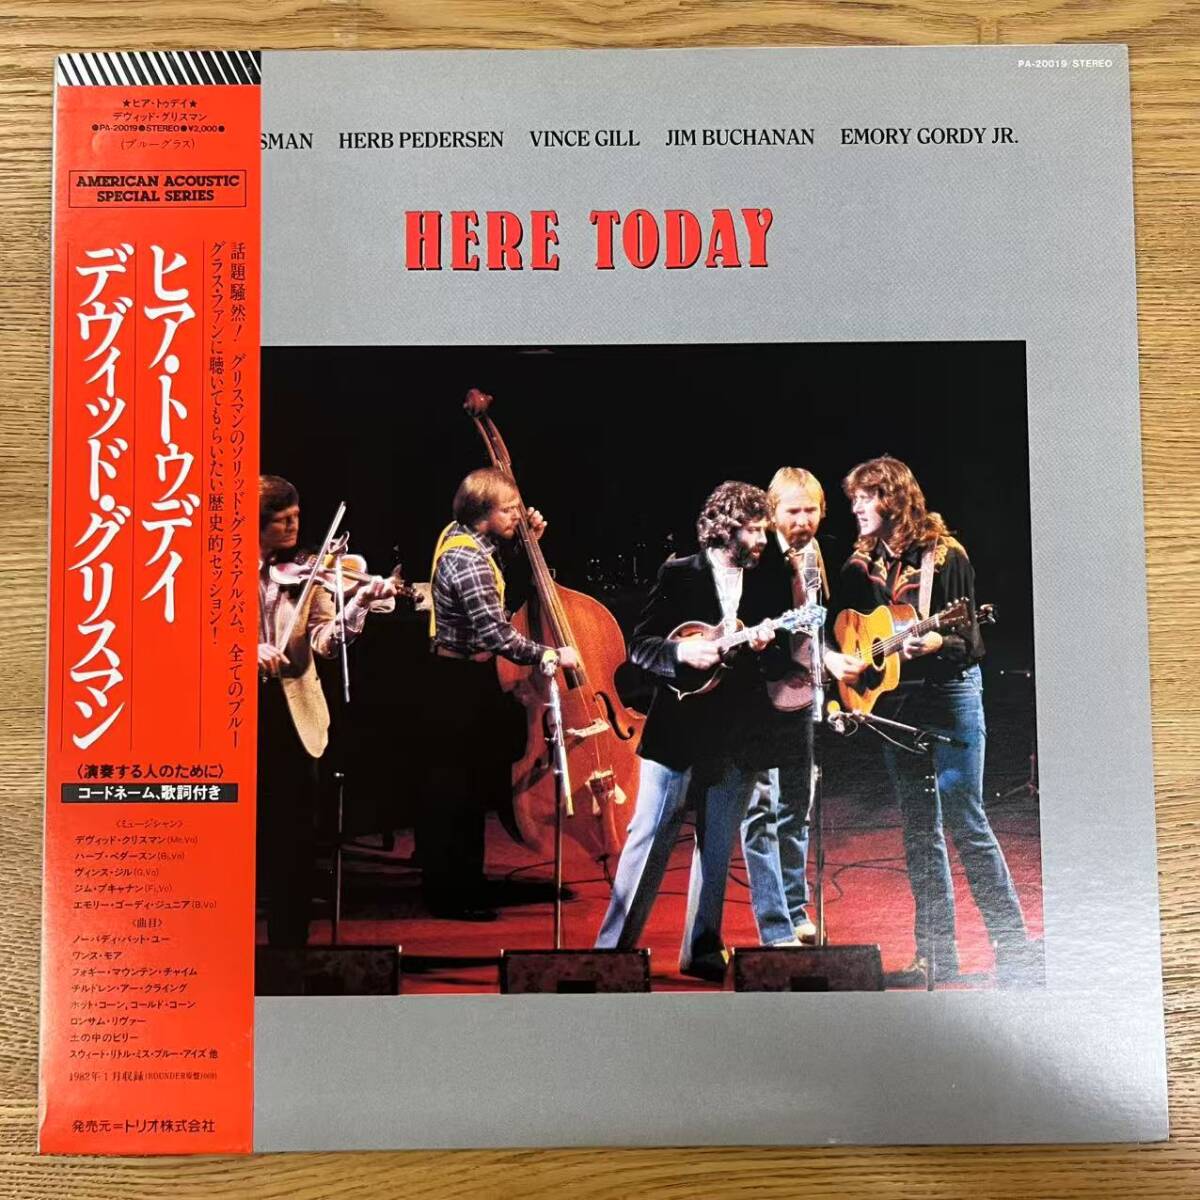 PA-20019/STEREO
SMAN HERB PEDERSEN VINCE GILL JIM BUCHANAN EMORY GORDY JR.
HERE TODAY
★ヒア・トゥデイ★
デヴィッド・グリスマン
●PA-20019●STEREO●¥2,000●
(ブルーグラス)
AMERICAN ACOUSTIC
SPECIAL SERIES
話題騒然!グリスマンのソリッド・グラス・アルバム。全てのブルー
グラス・ファンに聴いてもらいたい歴史的セッション!
ヒア・トゥデイ
デヴィッド・グリスマン
〈演奏する人のために〉
コードネーム、歌詞付き
〈ミュージシャン〉
デヴィッド・グリスマン(Mn,Vo)
ハーブ・ペダースン(Bj,Vo)
ヴィンス・ジル(G,Vo)
ジム・ブキャナン(Fi,Vo)
エモリー・ゴーディ・ジュニア(B,Vo)
〈曲目〉
ノーバディ・バット・ユー
ワンス・モア
フォギー・マウンテン・チャイム
チルドレン・アー・クライング
ホット・コーン、コールド・コーン
ロンサム・リヴァー
土の中のビリー
スウィート・リトル・ミス・ブルー・アイズ 他
1982年1月収録(ROUNDER原盤)
発売元=トリオ株式会社